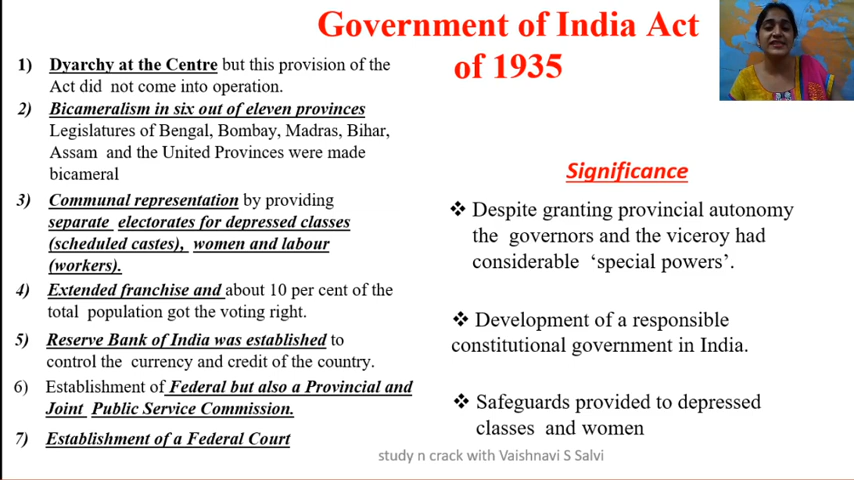 Government of India Act
of 1935
1) Dyarchy at the Centre but this provision of the
Act did not come into operation.
2) Bicameralism in six out of eleven provinces
Legislatures of Bengal, Bombay, Madras, Bihar,
Assam and the United Provinces were made
bicameral
3) Communal representation by providing
separate electorates for depressed classes
(scheduled castes), women and labour
(workers).
4) Extended franchise and about 10 per cent of the
total population got the voting right.
5) Reserve Bank of India was established to
control the currency and credit of the country.
6) Establishment of Federal but also a Provincial and
Joint Public Service Commission.
7) Establishment of a Federal Court
Significance
❖ Despite granting provincial autonomy
the governors and the viceroy had
considerable ‘special powers’.
❖ Development of a responsible
constitutional government in India.
❖ Safeguards provided to depressed
classes and women
study n crack with Vaishnavi S Salvi